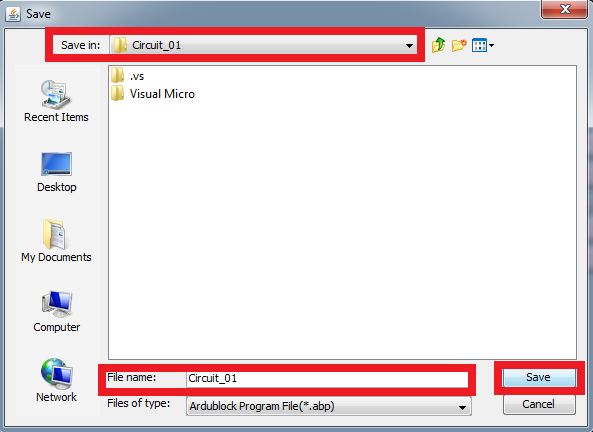 Save
Save in: Circuit_01
.vs
Visual Micro
Recent Items
Desktop
My Documents
Computer
Network
File name: Circuit_01
Save
Files of type: Ardublock Program File(*.abp)
Cancel